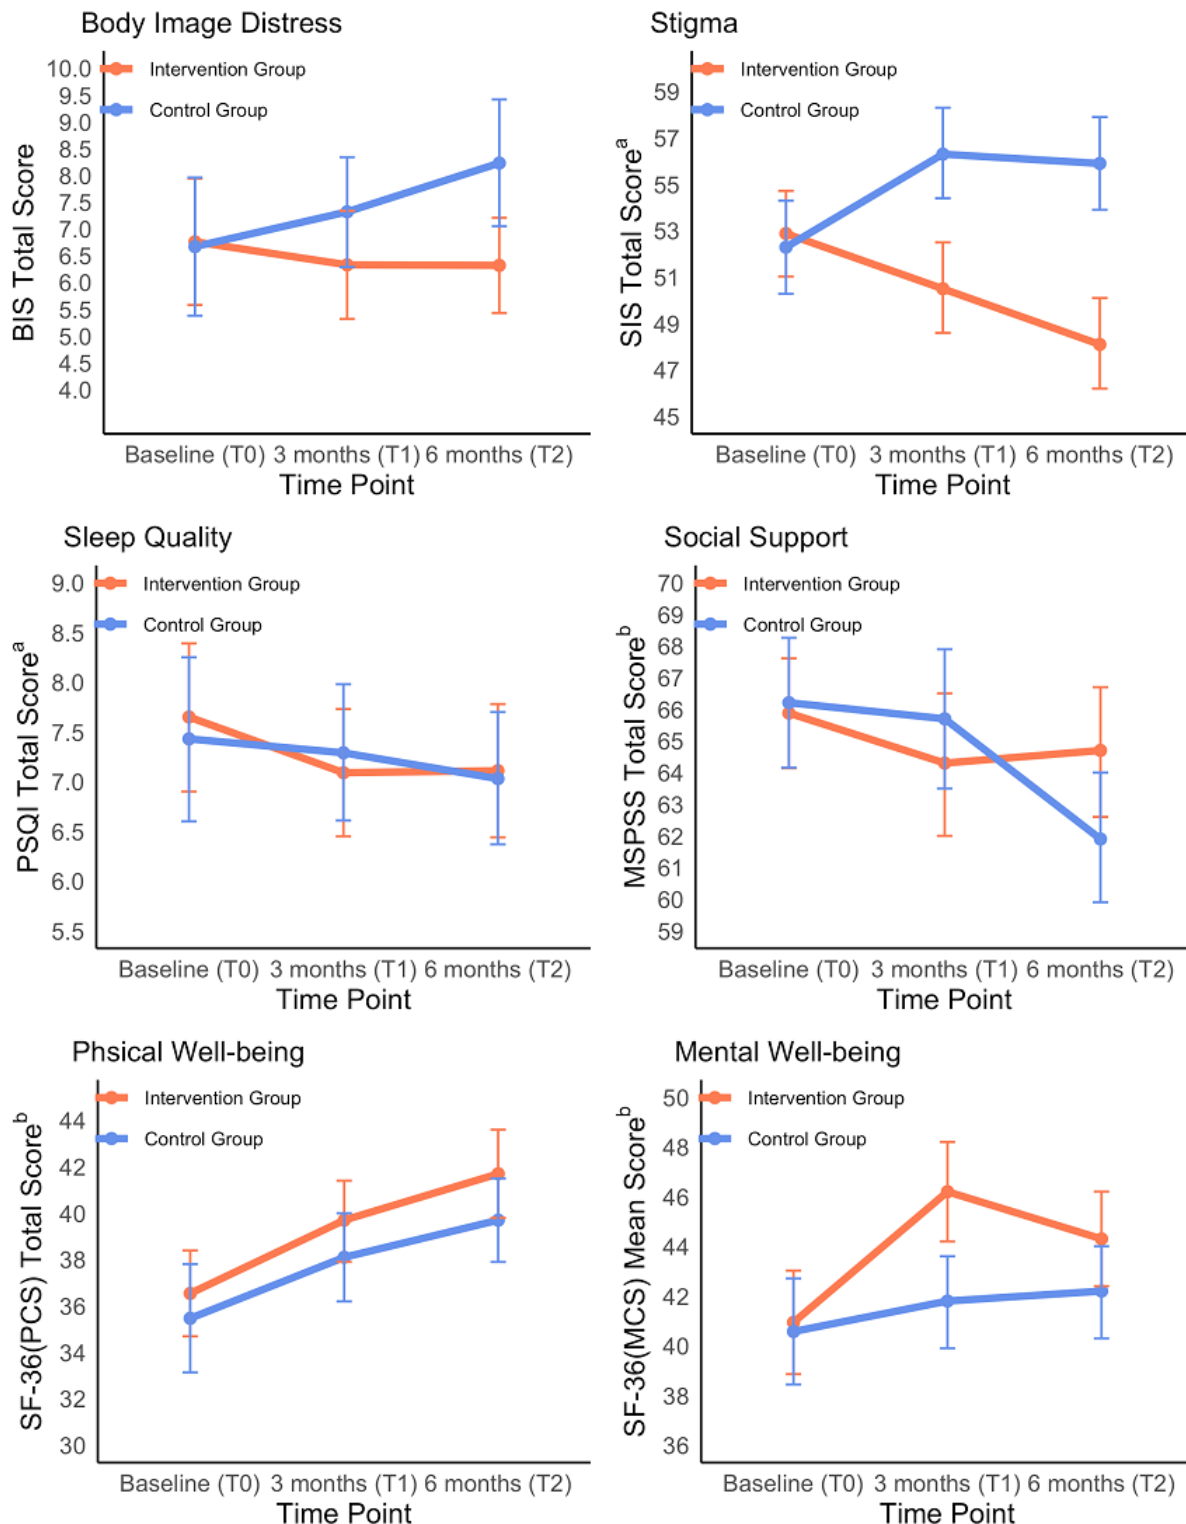 Body Image Distress
BIS Total Score
10.0
9.5
9.0
8.5
8.0
7.5
7.0
6.5
6.0
5.5
5.0
4.5
4.0
Intervention Group
Control Group
Baseline (T0) 3 months (T1) 6 months (T2)
Time Point
Stigma
SIS Total Scoreᵃ
59
57
55
53
51
49
47
45
Intervention Group
Control Group
Baseline (T0) 3 months (T1) 6 months (T2)
Time Point
Sleep Quality
PSQI Total Scoreᵃ
9.0
8.5
8.0
7.5
7.0
6.5
6.0
5.5
Intervention Group
Control Group
Baseline (T0) 3 months (T1) 6 months (T2)
Time Point
Social Support
MSPSS Total Scoreᵇ
70
69
68
67
66
65
64
63
62
61
60
59
Intervention Group
Control Group
Baseline (T0) 3 months (T1) 6 months (T2)
Time Point
Phsical Well-being
SF-36(PCS) Total Scoreᵇ
44
42
40
38
36
34
32
30
Intervention Group
Control Group
Baseline (T0) 3 months (T1) 6 months (T2)
Time Point
Mental Well-being
SF-36(MCS) Mean Scoreᵇ
50
48
46
44
42
40
38
36
Intervention Group
Control Group
Baseline (T0) 3 months (T1) 6 months (T2)
Time Point